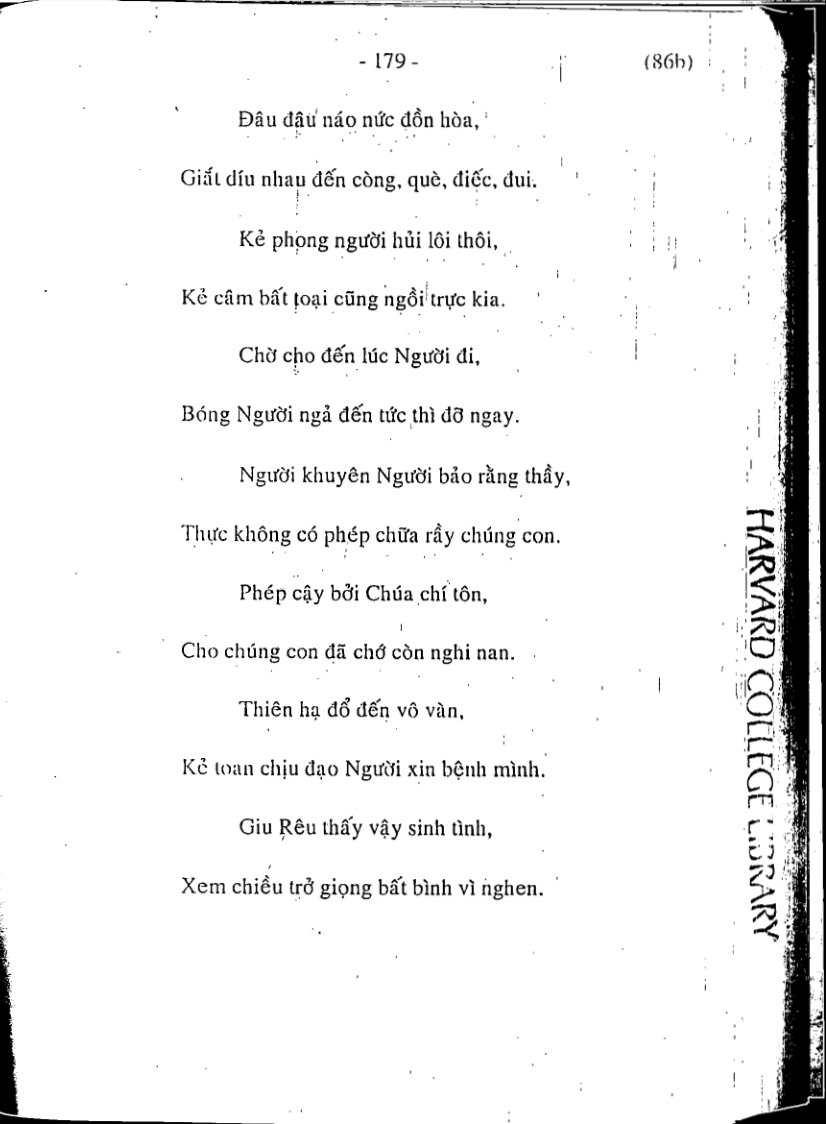 - 179 - (86b)
Đâu đâu náo nức đồn hòa,
Giắt díu nhau đến còng, què, điếc, đui.
Kẻ phong người hủi lôi thôi,
Kẻ câm bất toại cũng ngồi trực kia.
Chờ cho đến lúc Người đi,
Bóng Người ngả đến tức thì đỡ ngay.
Người khuyên Người bảo rằng thầy,
Thực không có phép chữa rầy chúng con.
Phép cậy bởi Chúa chí tôn,
Cho chúng con đã chớ còn nghi nan.
Thiên hạ đổ đến vô vàn,
Kẻ toan chịu đạo Người xin bệnh mình.
Giu Rêu thấy vậy sinh tình,
Xem chiều trở giọng bất bình vì nghen.
HARVARD COLLEGE LIBRARY